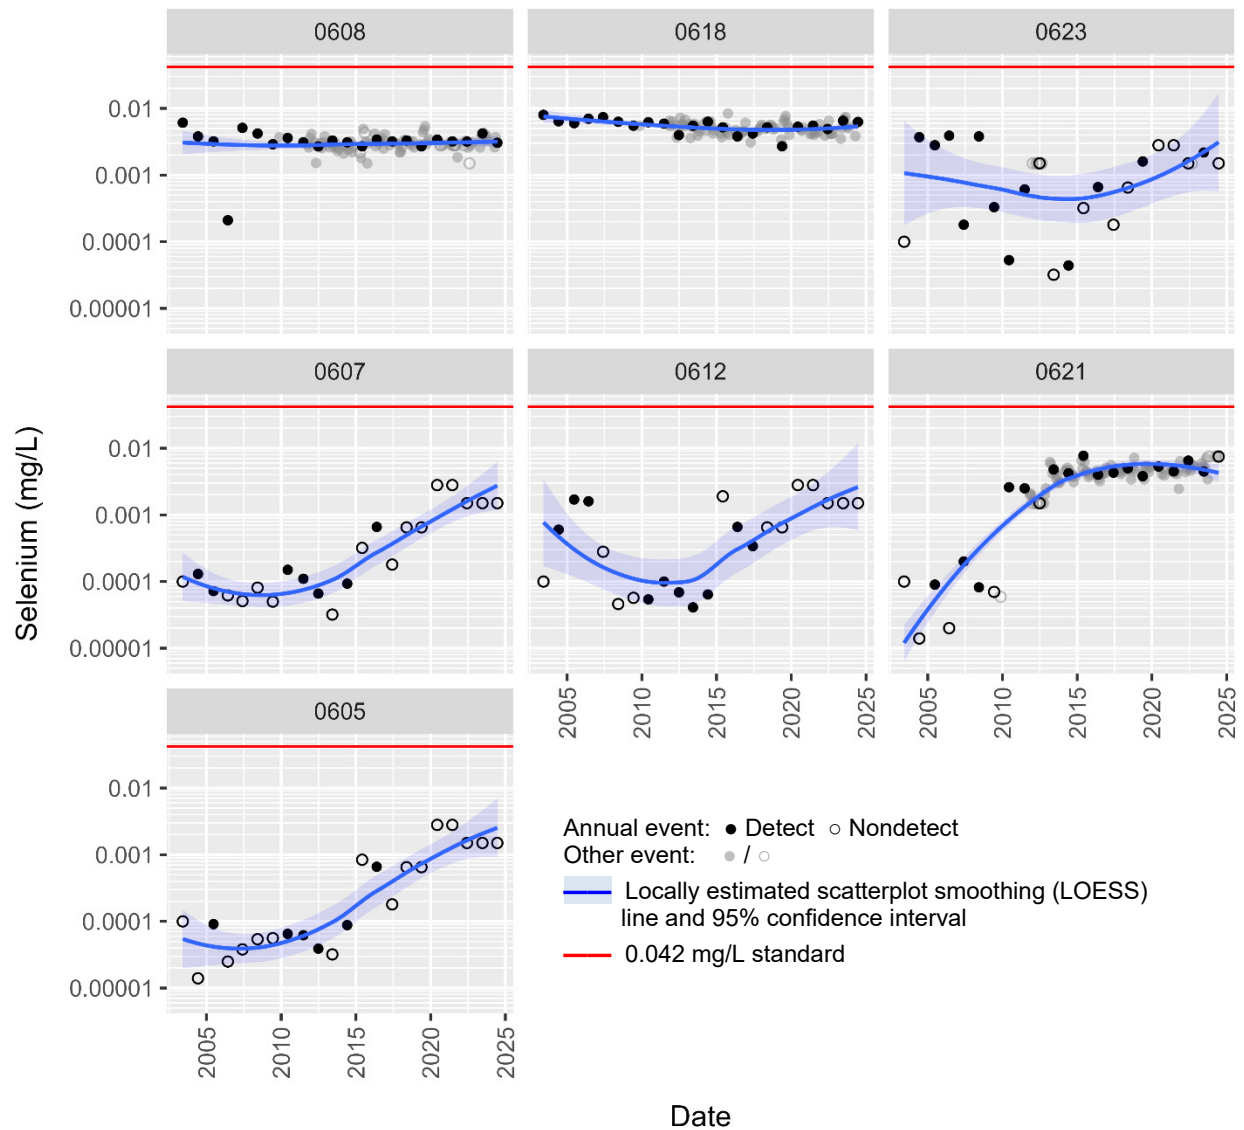 0608 0618 0623
0.01
0.001
0.0001
0.00001
0607 0612 0621
0.01
0.001
0.0001
0.00001
2005 2010 2015 2020 2025 2005 2010 2015 2020 2025
0605
0.01
0.001
0.0001
0.00001
2005 2010 2015 2020 2025
Selenium (mg/L)
Annual event: Detect Nondetect
Other event: /
Locally estimated scatterplot smoothing (LOESS)
line and 95% confidence interval
0.042 mg/L standard
Date